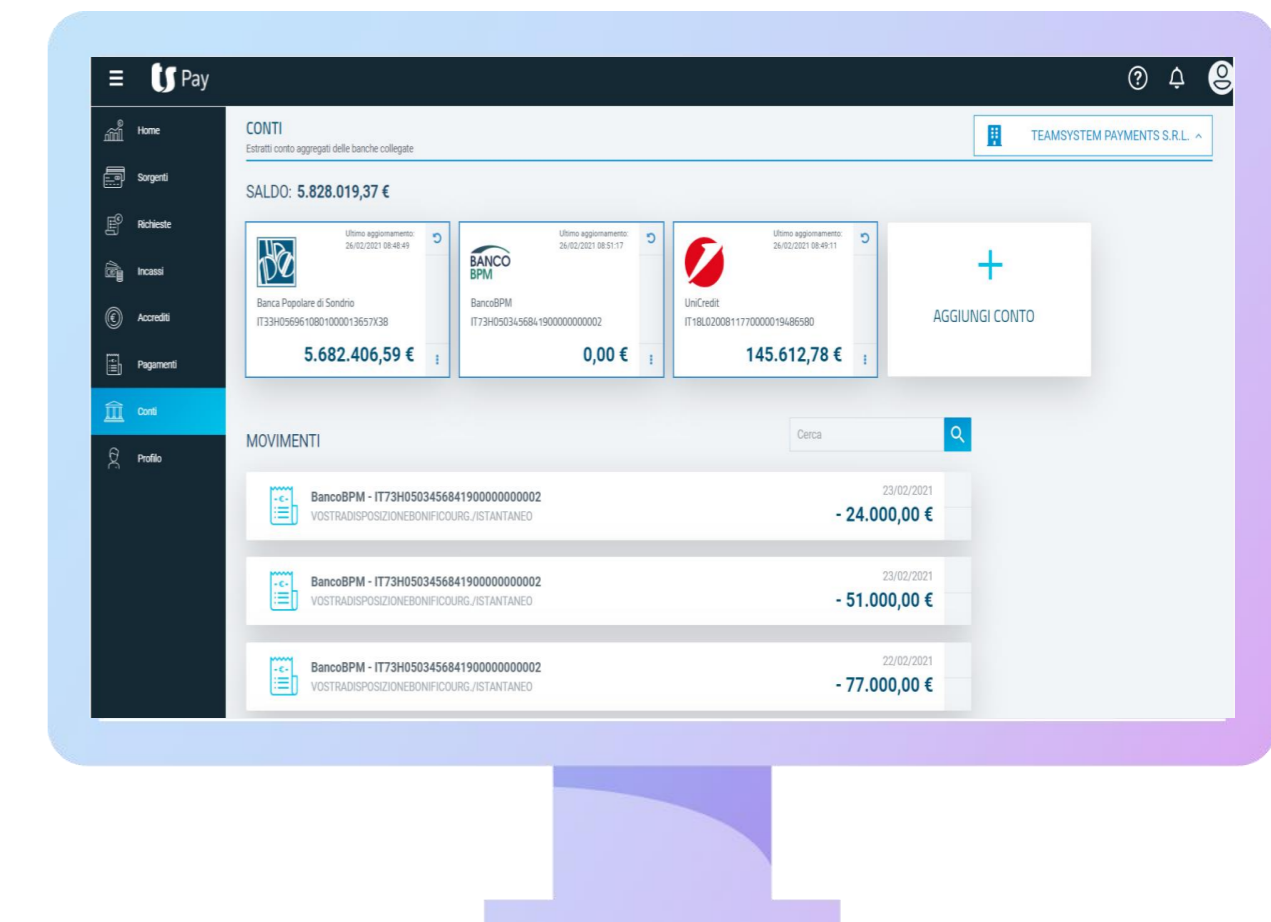 ts Pay
Home
Sorgenti
Richieste
Incassi
Accrediti
Pagamenti
Conti
Profilo
CONTI
Estratti conto aggregati delle banche collegate
TEAMSYSTEM PAYMENTS S.R.L.
SALDO: 5.828.019,37 €
Ultimo aggiornamento:
26/02/2021 08:48:49
Banca Popolare di Sondrio
IT33H0569610801000013657X38
5.682.406,59 €
Ultimo aggiornamento:
26/02/2021 08:51:17
BANCO
BPM
BancoBPM
IT73H0503456841900000000002
0,00 €
Ultimo aggiornamento:
26/02/2021 08:49:11
UniCredit
IT18L0200811770000019486580
145.612,78 €
+
AGGIUNGI CONTO
MOVIMENTI
Cerca
BancoBPM - IT73H0503456841900000000002
VOSTRADISPOSIZIONEBONIFICOURG./ISTANTANEO
23/02/2021
- 24.000,00 €
BancoBPM - IT73H0503456841900000000002
VOSTRADISPOSIZIONEBONIFICOURG./ISTANTANEO
23/02/2021
- 51.000,00 €
BancoBPM - IT73H0503456841900000000002
VOSTRADISPOSIZIONEBONIFICOURG./ISTANTANEO
22/02/2021
- 77.000,00 €